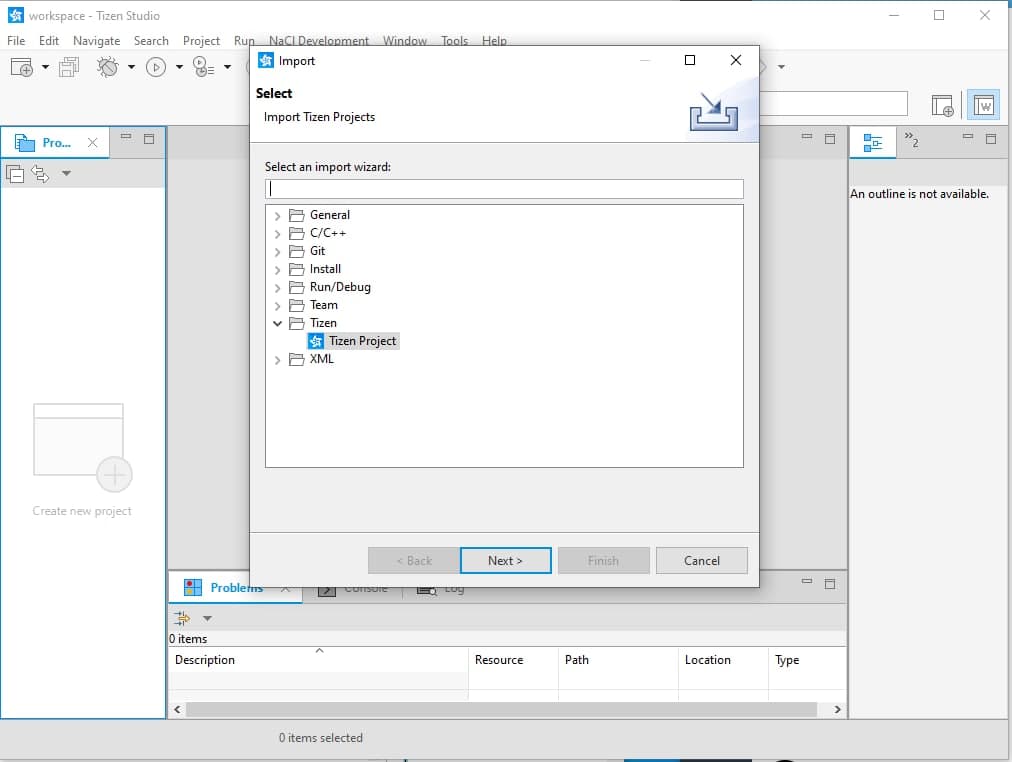 workspace - Tizen Studio
File Edit Navigate Search Project Run NaCl Development Window Tools Help
Import
Select
Import Tizen Projects
Pro...
2
Select an import wizard:
An outline is not available.
General
C/C++
Git
Install
Run/Debug
Team
Tizen
Tizen Project
XML
Create new project
< Back Next > Finish Cancel
Problems Console Log
0 items
Description Resource Path Location Type
0 items selected